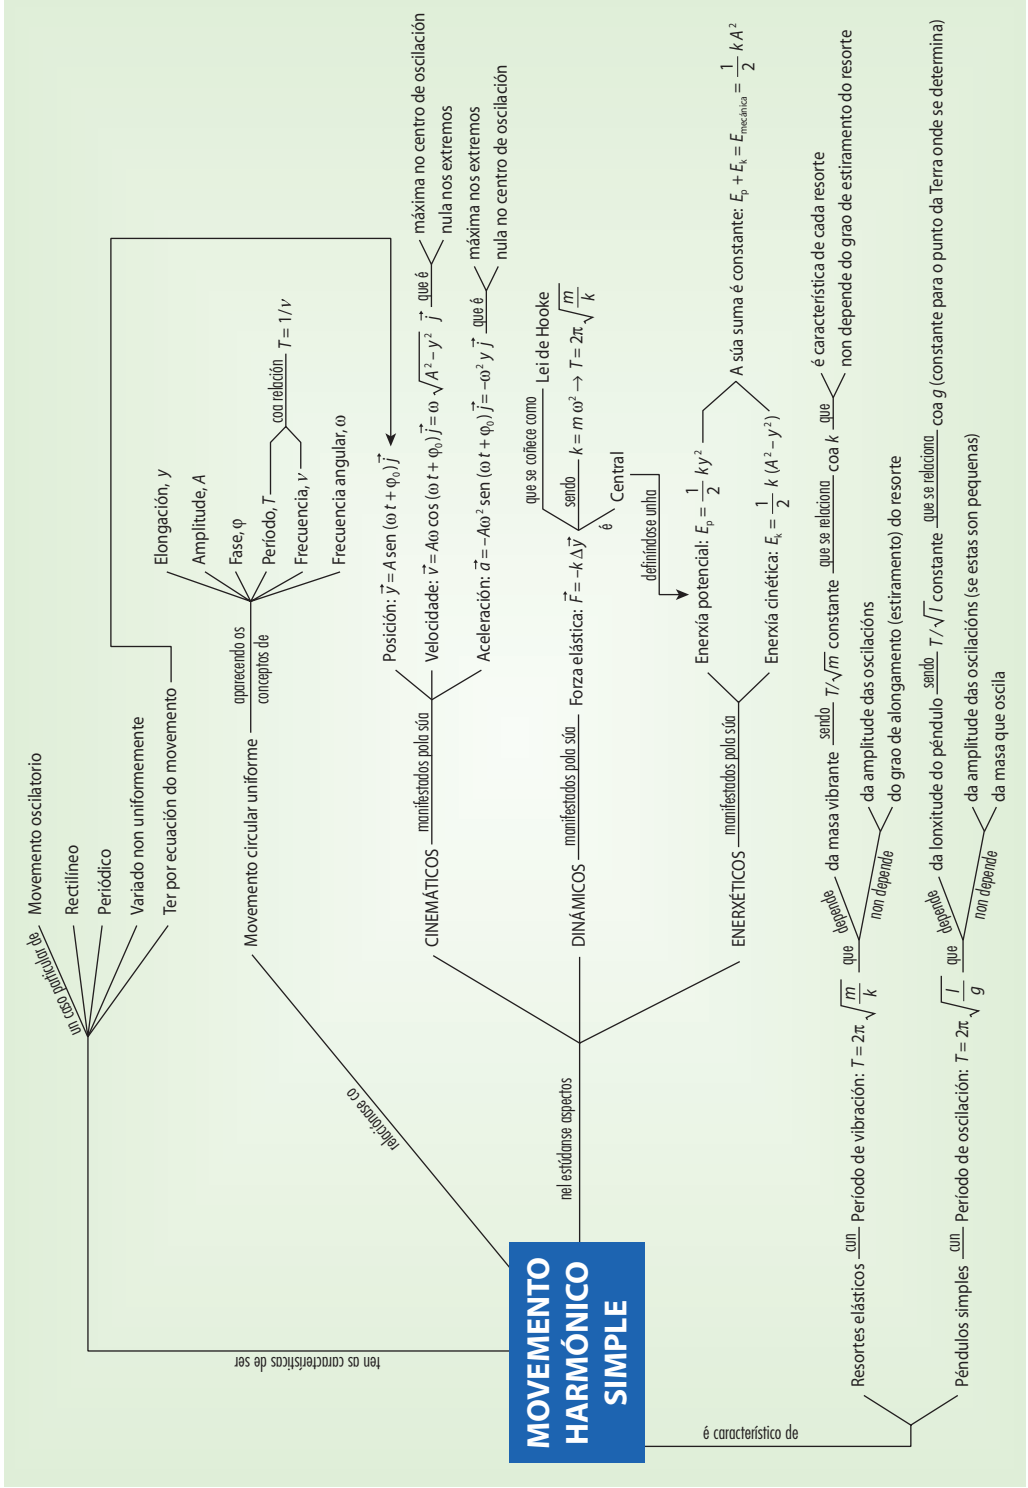 MOVEMENTO
HARMÓNICO
SIMPLE
ten as características de ser
un caso particular de
Movemento oscilatorio
Rectilíneo
Periódico
Variado non uniformemente
Ter por ecuación do movemento
relaciónase co
Movemento circular uniforme
aparecendo os
conceptos de
Elongación, y
Amplitude, A
Fase, φ
Período, T
Frecuencia, ν
Frecuencia angular, ω
coa relación
T = 1/ν
nel estúdanse aspectos
CINEMÁTICOS
manifestados pola súa
Posición: y⃗ = A sen (ω t + φ₀) j⃗
Velocidade: v⃗ = Aω cos (ω t + φ₀) j⃗ = ω √(A² – y²) j⃗
que é
máxima no centro de oscilación
nula nos extremos
Aceleración: a⃗ = –Aω² sen (ω t + φ₀) j⃗ = –ω² y j⃗
que é
máxima nos extremos
nula no centro de oscilación
DINÁMICOS
manifestados pola súa
Forza elástica: F⃗ = –k Δy⃗
que se coñece como
Lei de Hooke
sendo
k = m ω² → T = 2π √(m/k)
é
Central
definíndose unha
ENERXÉTICOS
manifestados pola súa
Enerxía potencial: Eₚ = 1/2 ky²
Enerxía cinética: Eₖ = 1/2 k (A² – y²)
A súa suma é constante: Eₚ + Eₖ = E mecánica = 1/2 k A²
é característico de
Resortes elásticos
cun
Período de vibración: T = 2π √(m/k)
que
depende
da masa vibrante
sendo
T/√m constante
que se relaciona
coa k
que
é característica de cada resorte
non depende do grao de estiramento do resorte
non depende
da amplitude das oscilacións
do grao de alongamento (estiramento) do resorte
Péndulos simples
cun
Período de oscilación: T = 2π √(l/g)
que
depende
da lonxitude do péndulo
sendo
T/√l constante
que se relaciona
coa g (constante para o punto da Terra onde se determina)
non depende
da amplitude das oscilacións (se estas son pequenas)
da masa que oscila